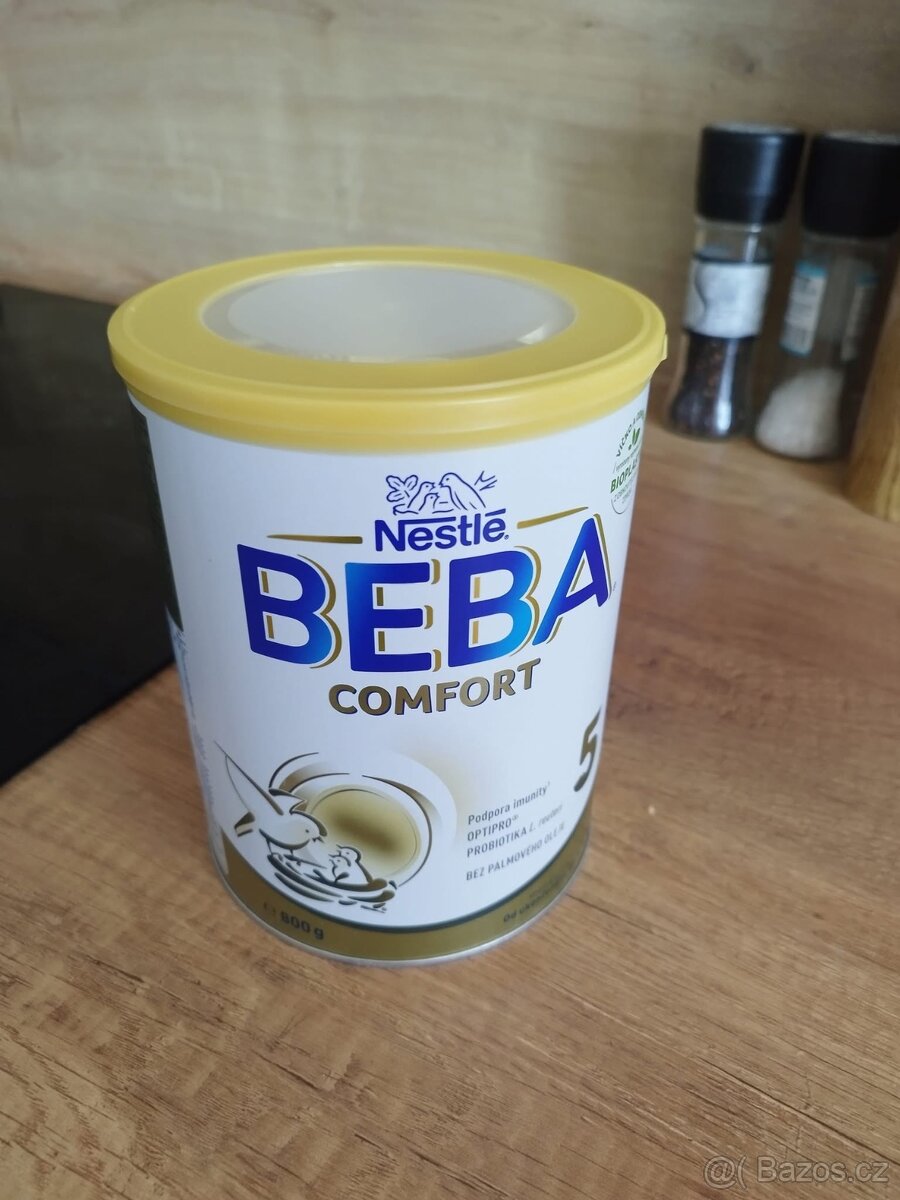 Nestlé
BEBA
COMFORT
5
Podpora imunity
OPTIPRO®
PROBIOTIKA L. reuteri
BEZ PALMOVÉHO OLEJE
800 g
@( Bazos.cz